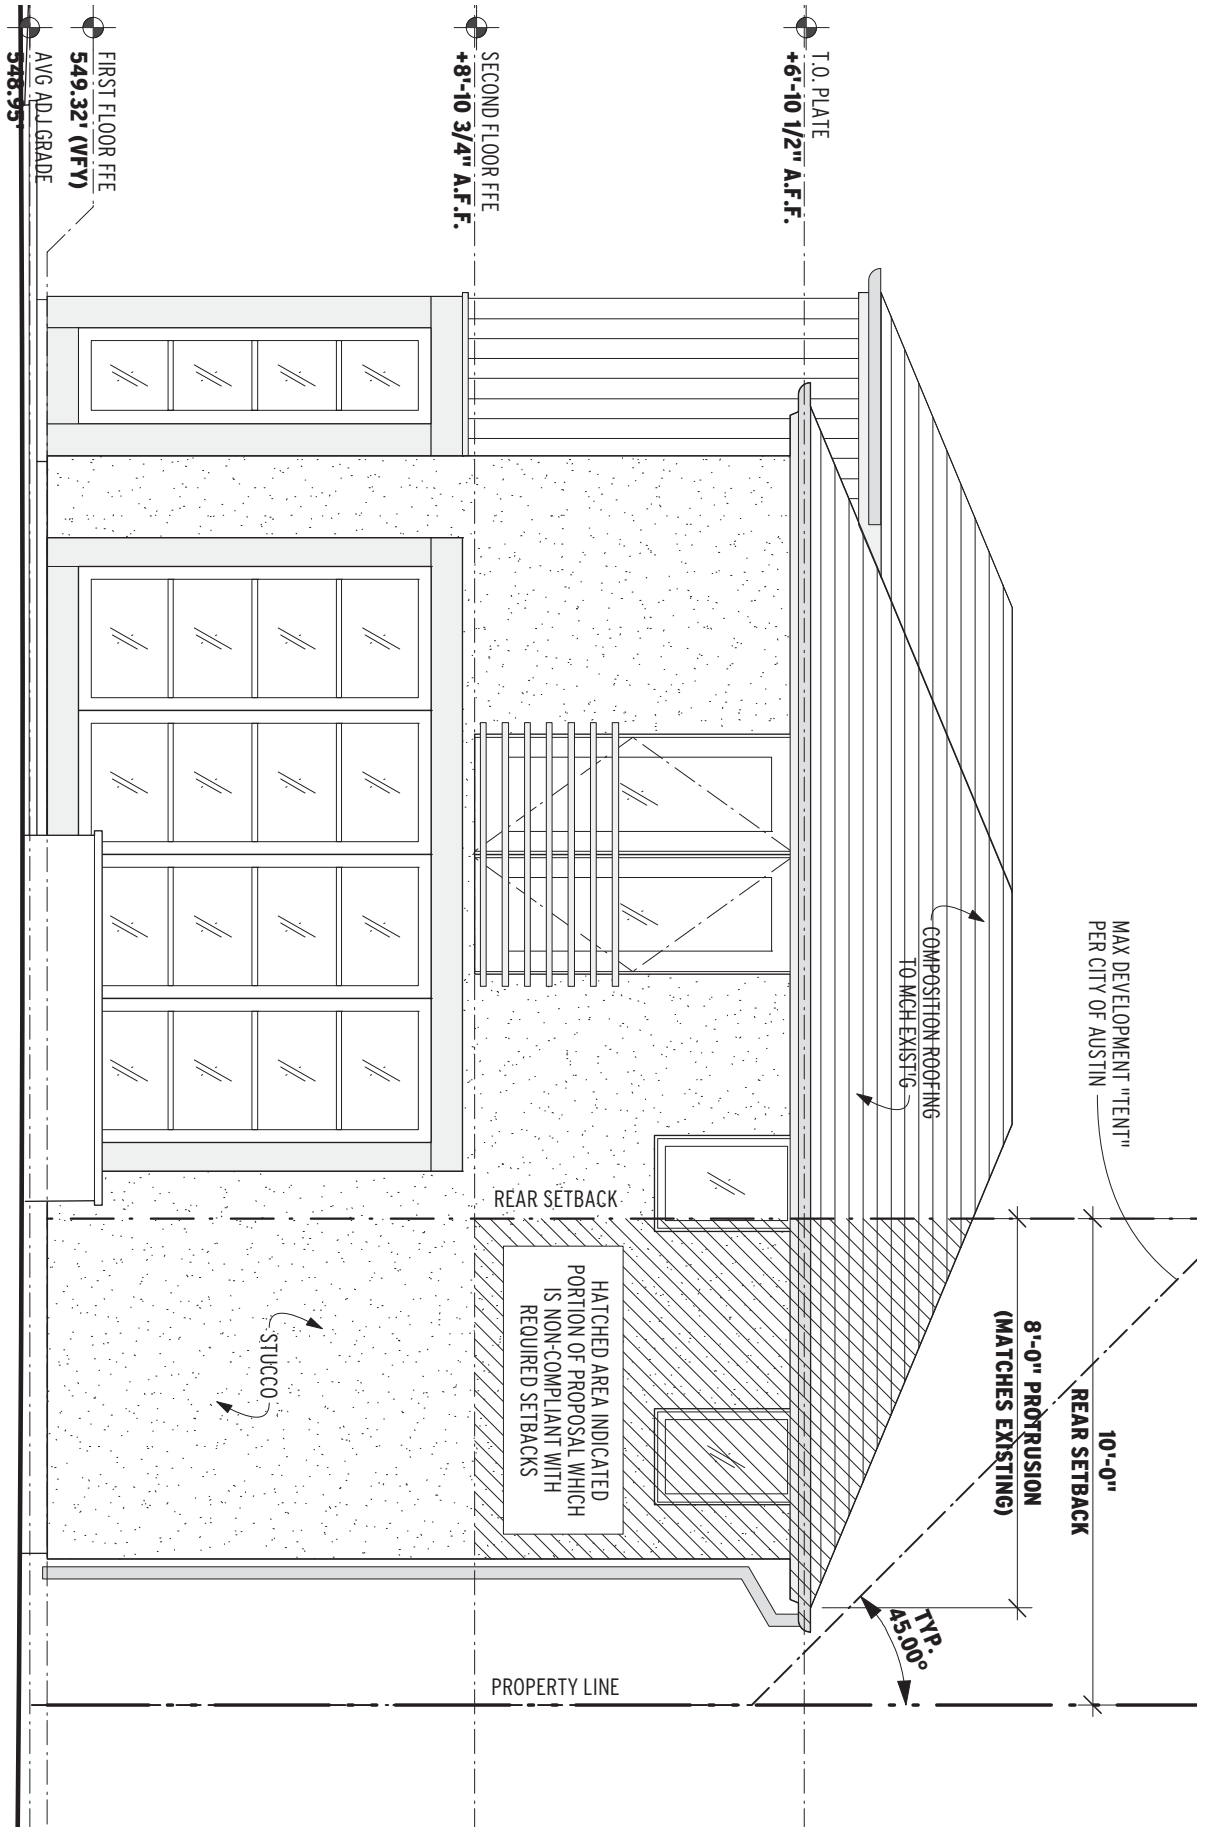 MAX DEVELOPMENT "TENT"
PER CITY OF AUSTIN
10'-0"
REAR SETBACK
8'-0" PROTRUSION
(MATCHES EXISTING)
COMPOSITION ROOFING
TO MCH EXIST'G
TYP.
45.00°
T.O. PLATE
+6'-10 1/2" A.F.F.
REAR SETBACK
HATCHED AREA INDICATED
PORTION OF PROPOSAL WHICH
IS NON-COMPLIANT WITH
REQUIRED SETBACKS
PROPERTY LINE
SECOND FLOOR FFE
+8'-10 3/4" A.F.F.
STUCCO
FIRST FLOOR FFE
549.32' (VFY)
AVG ADJ GRADE
548.95'